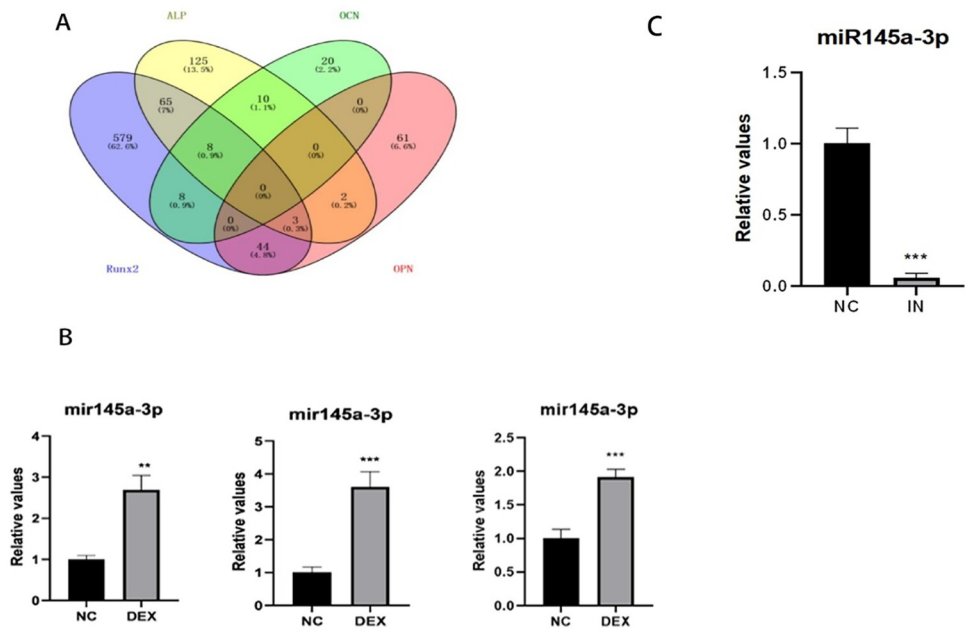 A
ALP
OCN
125
(13.5%)
20
(2.2%)
65
(7%)
10
(1.1%)
0
(0%)
579
(62.6%)
61
(6.6%)
8
(0.9%)
0
(0%)
8
(0.9%)
0
(0%)
2
(0.2%)
0
(0%)
3
(0.3%)
44
(4.8%)
Runx2
OPN
C
miR145a-3p
Relative values
1.5
1.0
0.5
0.0
***
NC IN
B
mir145a-3p
Relative values
4
3
2
1
0
**
NC DEX
mir145a-3p
Relative values
5
4
3
2
1
0
***
NC DEX
mir145a-3p
Relative values
2.5
2.0
1.5
1.0
0.5
0.0
***
NC DEX